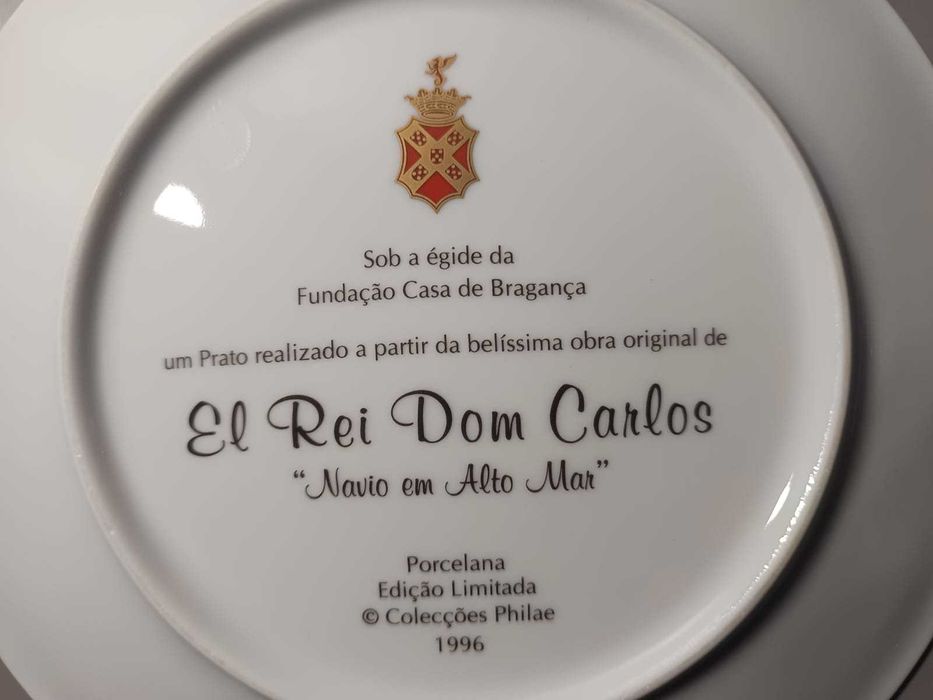 Sob a égide da
Fundação Casa de Bragança
um Prato realizado a partir da belíssima obra original de
El Rei Dom Carlos
“Navio em Alto Mar”
Porcelana
Edição Limitada
© Colecções Philae
1996